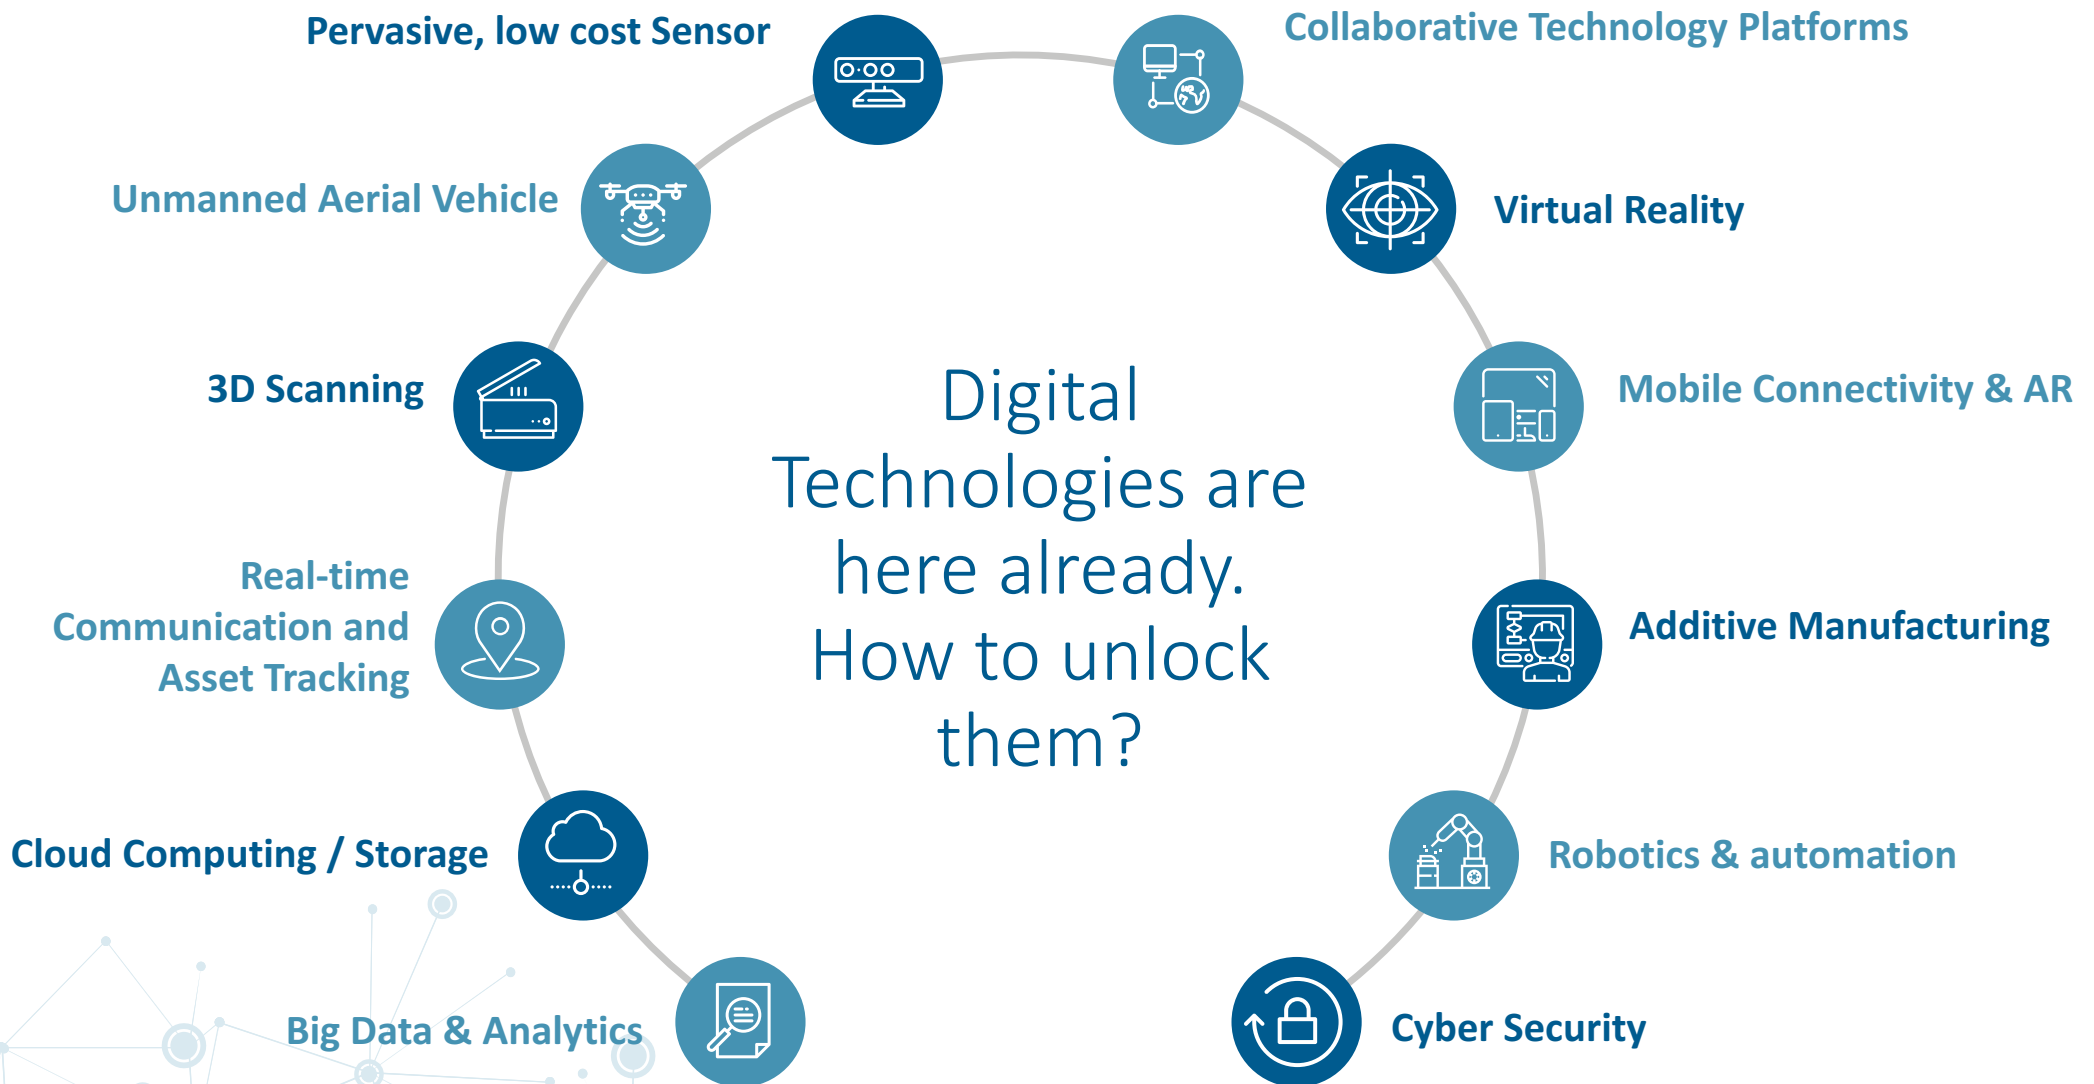 Pervasive, low cost Sensor
Collaborative Technology Platforms
Unmanned Aerial Vehicle
Virtual Reality
3D Scanning
Mobile Connectivity & AR
Digital
Technologies are
here already.
How to unlock
them?
Real-time
Communication and
Asset Tracking
Additive Manufacturing
Cloud Computing / Storage
Robotics & automation
Big Data & Analytics
Cyber Security